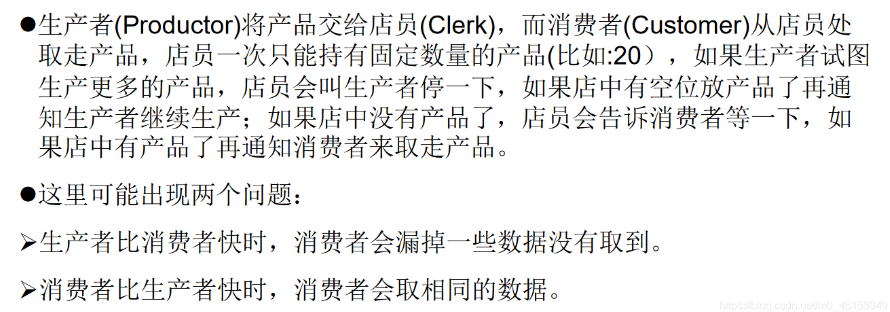 ●生产者(Productor)将产品交给店员(Clerk)，而消费者(Customer)从店员处
取走产品，店员一次只能持有固定数量的产品(比如:20），如果生产者试图
生产更多的产品，店员会叫生产者停一下，如果店中有空位放产品了再通
知生产者继续生产；如果店中没有产品了，店员会告诉消费者等一下，如
果店中有产品了再通知消费者来取走产品。
●这里可能出现两个问题：
➢生产者比消费者快时，消费者会漏掉一些数据没有取到。
➢消费者比生产者快时，消费者会取相同的数据。
https://blog.csdn.net/m0_46153949